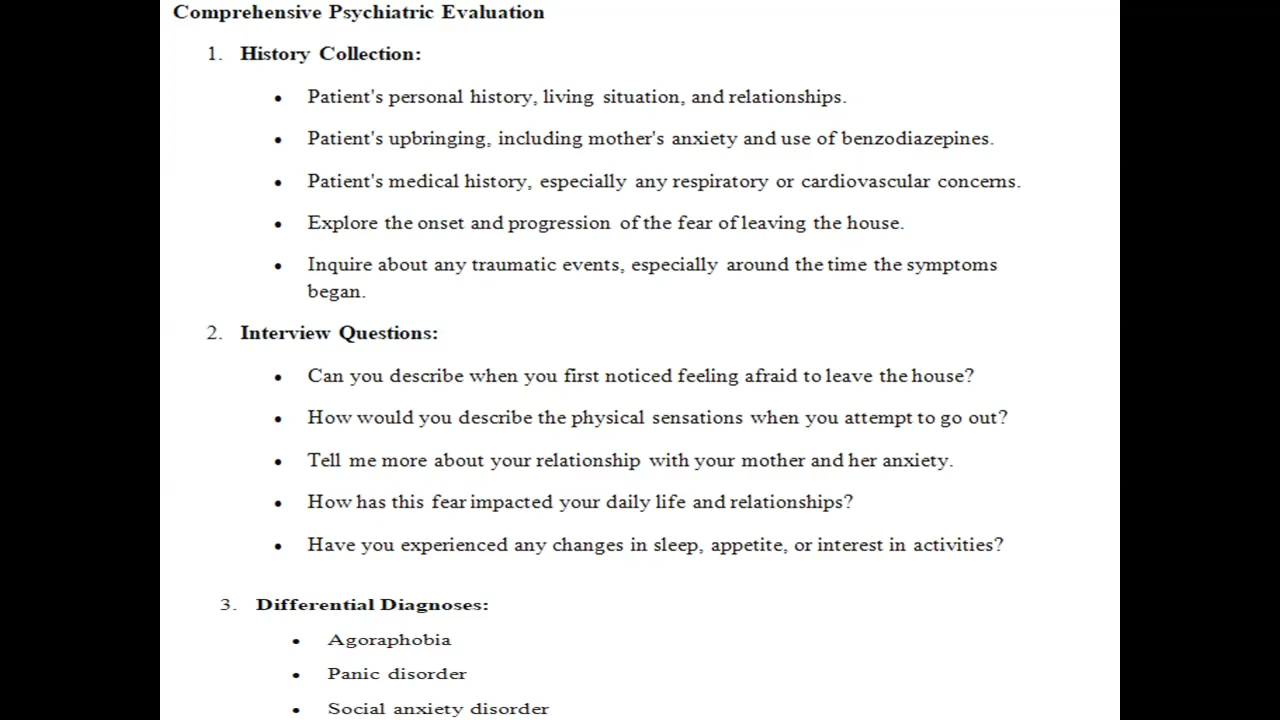 Comprehensive Psychiatric Evaluation
1. History Collection:
• Patient's personal history, living situation, and relationships.
• Patient's upbringing, including mother's anxiety and use of benzodiazepines.
• Patient's medical history, especially any respiratory or cardiovascular concerns.
• Explore the onset and progression of the fear of leaving the house.
• Inquire about any traumatic events, especially around the time the symptoms
began.
2. Interview Questions:
• Can you describe when you first noticed feeling afraid to leave the house?
• How would you describe the physical sensations when you attempt to go out?
• Tell me more about your relationship with your mother and her anxiety.
• How has this fear impacted your daily life and relationships?
• Have you experienced any changes in sleep, appetite, or interest in activities?
3. Differential Diagnoses:
• Agoraphobia
• Panic disorder
• Social anxiety disorder